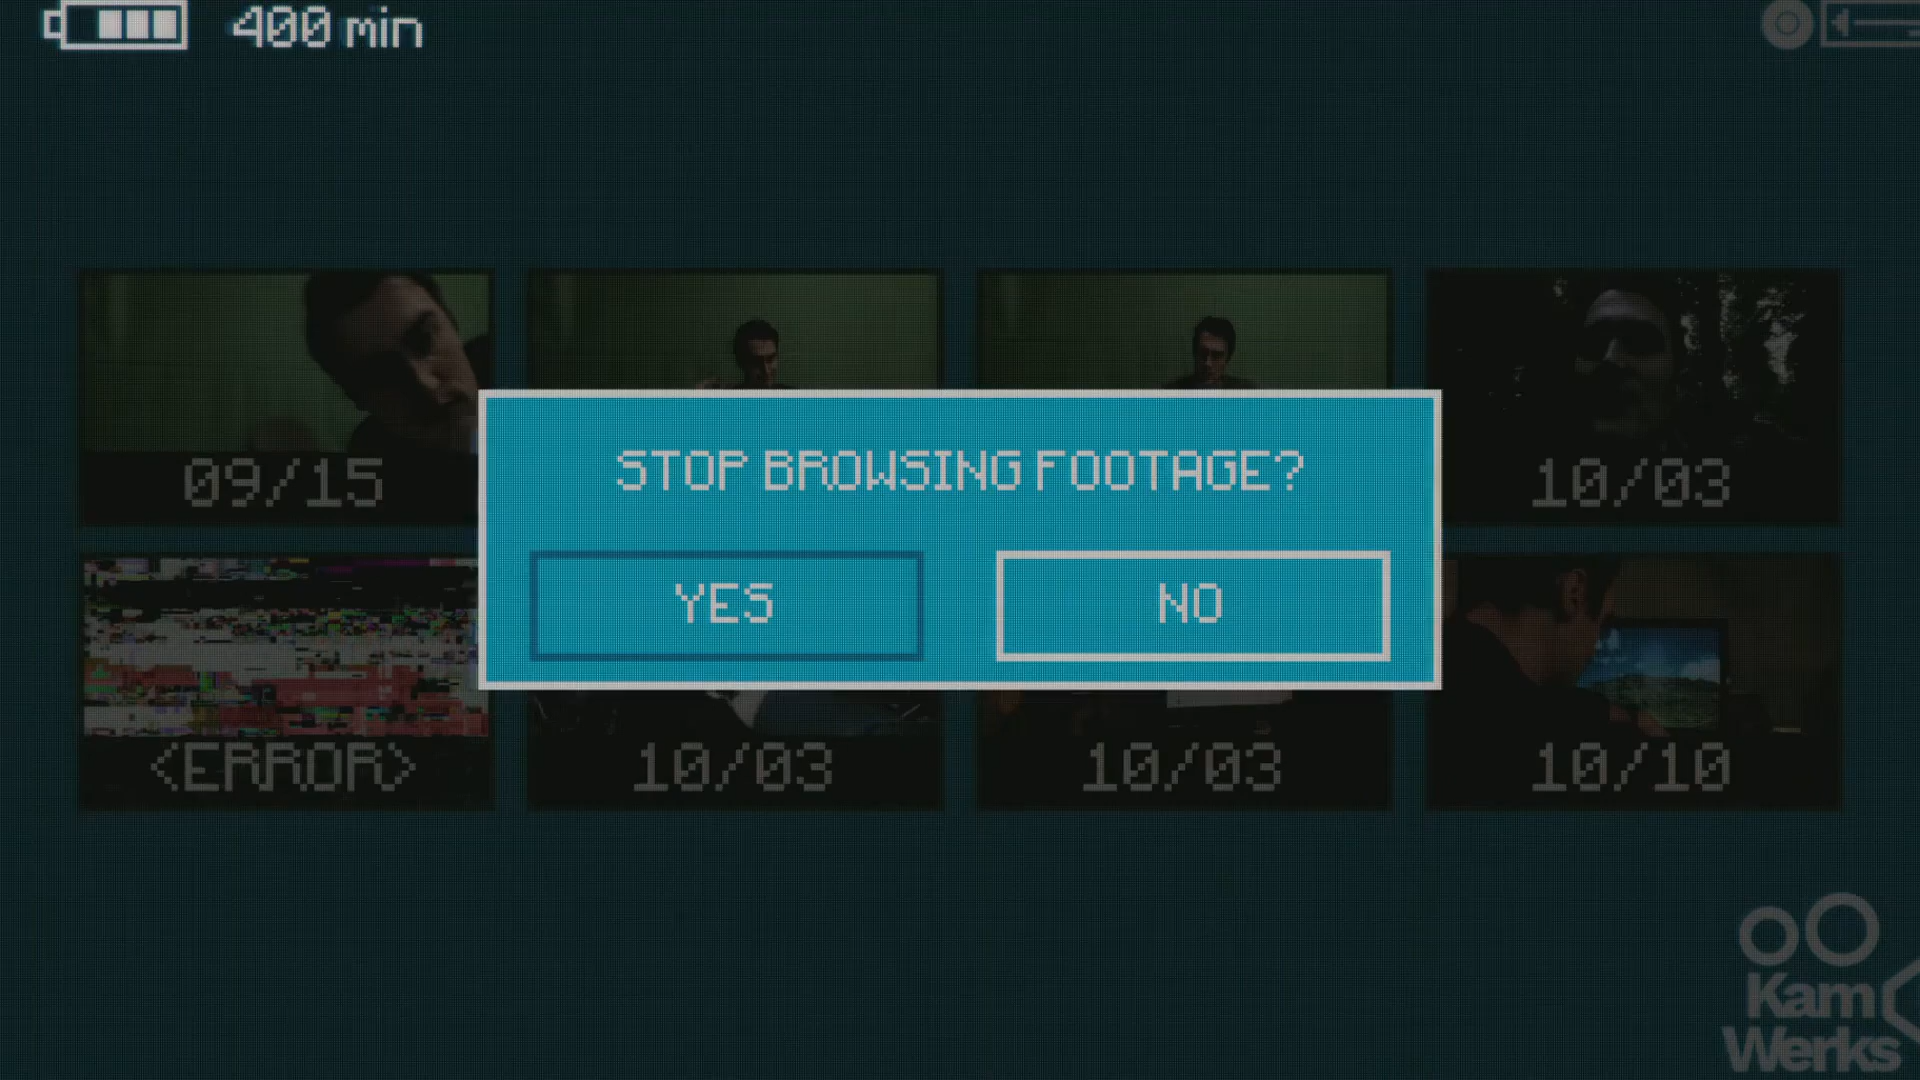 400 min
09/15
10/03
STOP BROWSING FOOTAGE?
YES
NO
<ERROR>
10/03
10/03
10/10
Kam
Werks